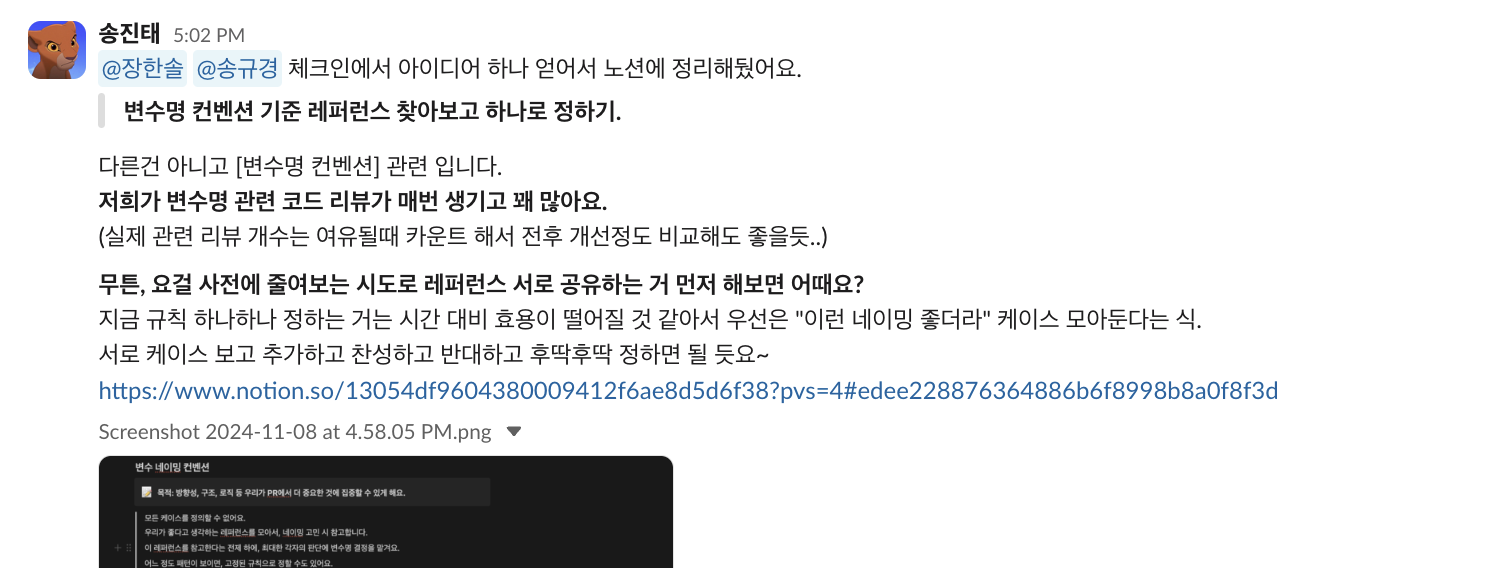 송진태 5:02 PM
@장한솔 @송규경 체크인에서 아이디어 하나 얻어서 노션에 정리해뒀어요.
변수명 컨벤션 기준 레퍼런스 찾아보고 하나로 정하기.
다른건 아니고 [변수명 컨벤션] 관련 입니다.
저희가 변수명 관련 코드 리뷰가 매번 생기고 꽤 많아요.
(실제 관련 리뷰 개수는 여유될때 카운트 해서 전후 개선정도 비교해도 좋을듯..)
무튼, 요걸 사전에 줄여보는 시도로 레퍼런스 서로 공유하는 거 먼저 해보면 어때요?
지금 규칙 하나하나 정하는 거는 시간 대비 효용이 떨어질 것 같아서 우선은 "이런 네이밍 좋더라" 케이스 모아둔다는 식.
서로 케이스 보고 추가하고 찬성하고 반대하고 후딱후딱 정하면 될 듯요~
https://www.notion.so/13054df9604380009412f6ae8d5d6f38?pvs=4#edee228876364886b6f8998b8a0f8f3d
Screenshot 2024-11-08 at 4.58.05 PM.png
변수 네이밍 컨벤션
목적: 방향성, 구조, 로직 등 우리가 PR에서 더 중요한 것에 집중할 수 있게 해요.
모든 케이스를 정의할 수 없어요.
우리가 좋다고 생각하는 레퍼런스를 모아서, 네이밍 고민 시 참고합니다.
이 레퍼런스를 참고한다는 전제 하에, 최대한 각자의 판단에 변수명 결정을 맡겨요.
어느 정도 패턴이 보이면, 고정된 규칙으로 정할 수도 있어요.